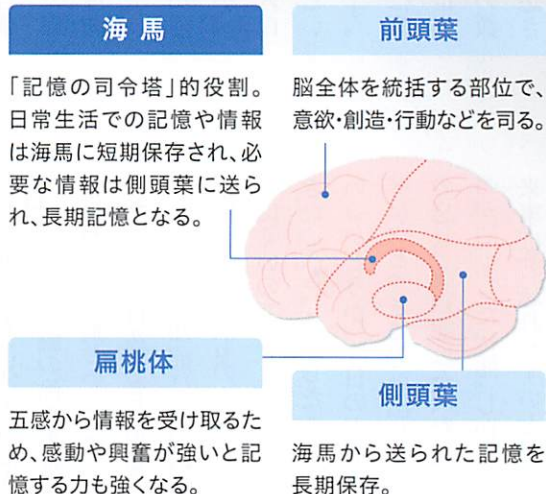 海馬
「記憶の司令塔」的役割。
日常生活での記憶や情報
は海馬に短期保存され、必
要な情報は側頭葉に送ら
れ、長期記憶となる。
前頭葉
脳全体を統括する部位で、
意欲・創造・行動などを司る。
扁桃体
五感から情報を受け取るた
め、感動や興奮が強いと記
憶する力も強くなる。
側頭葉
海馬から送られた記憶を
長期保存。